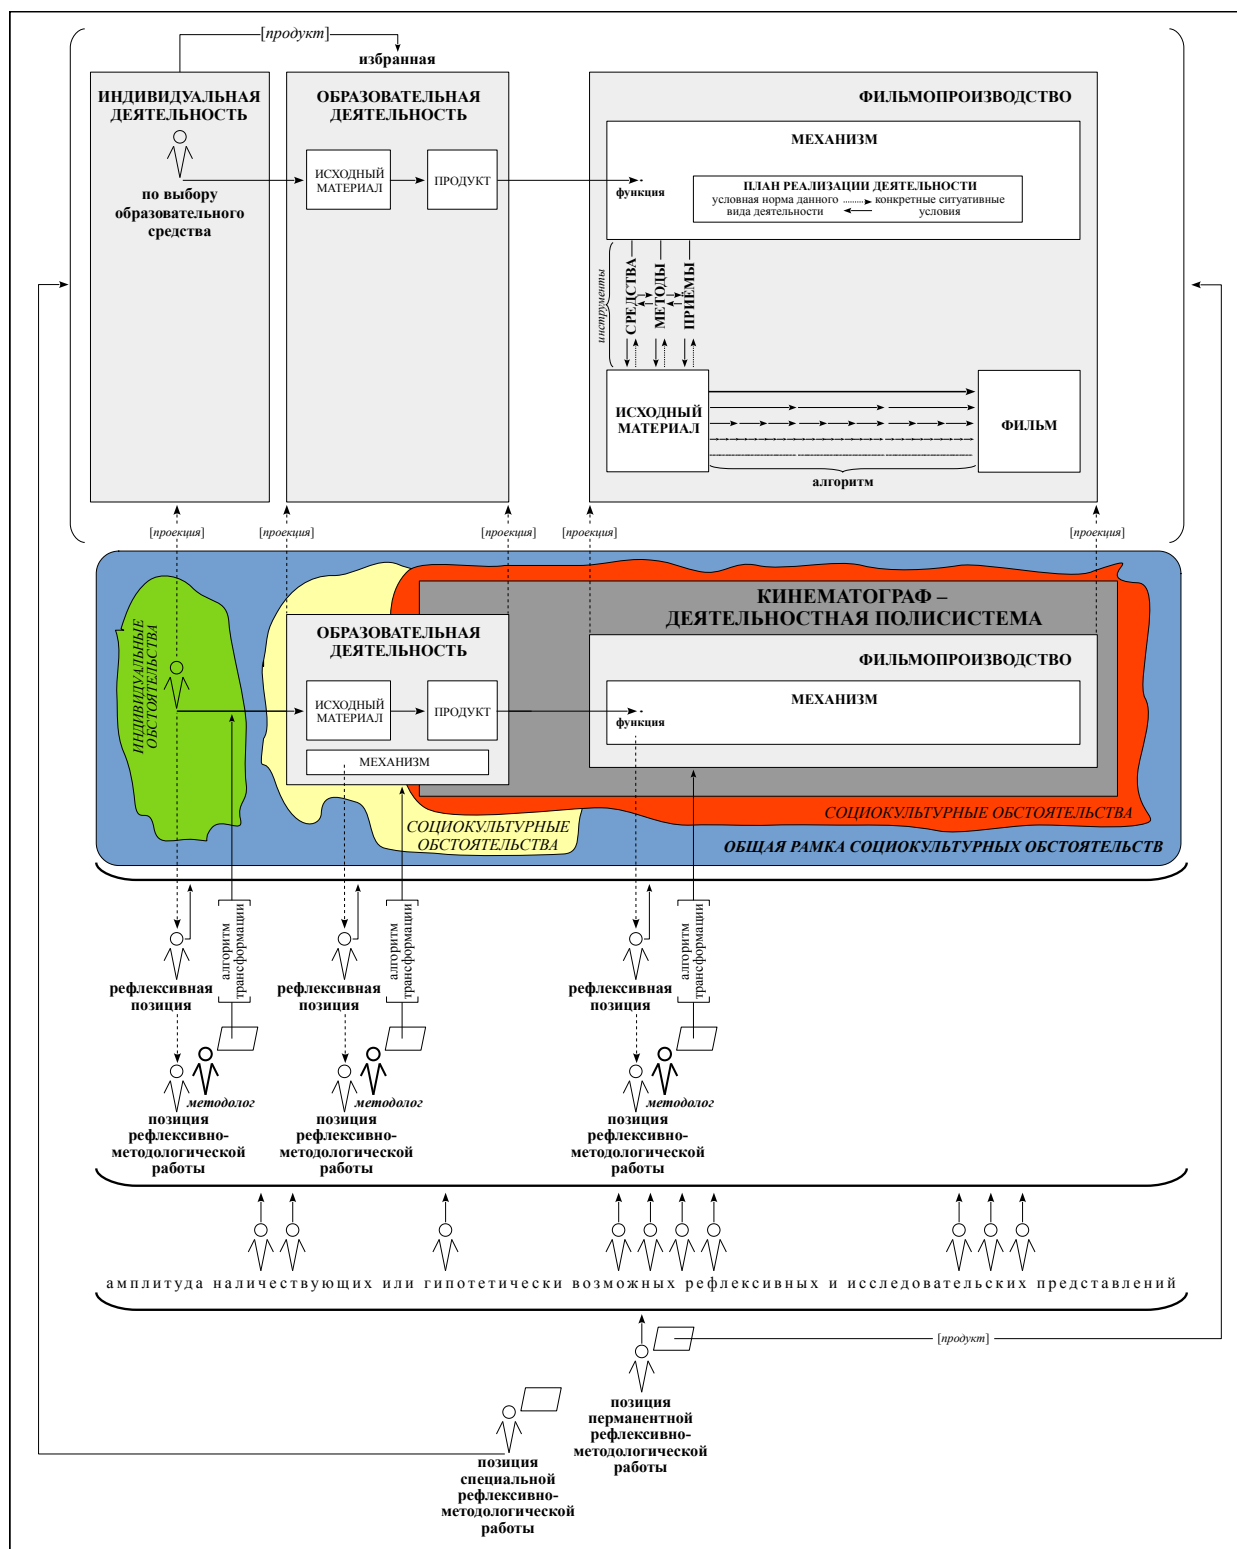 [продукт]
избранная
ИНДИВИДУАЛЬНАЯ
ДЕЯТЕЛЬНОСТЬ
по выбору
образовательного
средства
ОБРАЗОВАТЕЛЬНАЯ
ДЕЯТЕЛЬНОСТЬ
ИСХОДНЫЙ
МАТЕРИАЛ
ПРОДУКТ
ФИЛЬМОПРОИЗВОДСТВО
МЕХАНИЗМ
функция
ПЛАН РЕАЛИЗАЦИИ ДЕЯТЕЛЬНОСТИ
условная норма данного
вида деятельности
конкретные ситуативные
условия
инструменты
СРЕДСТВА
МЕТОДЫ
ПРИЁМЫ
ИСХОДНЫЙ
МАТЕРИАЛ
ФИЛЬМ
алгоритм
[проекция]
[проекция]
[проекция]
[проекция]
[проекция]
КИНЕМАТОГРАФ –
ДЕЯТЕЛЬНОСТНАЯ ПОЛИСИСТЕМА
ИНДИВИДУАЛЬНЫЕ
ОБСТОЯТЕЛЬСТВА
ОБРАЗОВАТЕЛЬНАЯ
ДЕЯТЕЛЬНОСТЬ
ИСХОДНЫЙ
МАТЕРИАЛ
ПРОДУКТ
МЕХАНИЗМ
ФИЛЬМОПРОИЗВОДСТВО
МЕХАНИЗМ
функция
СОЦИОКУЛЬТУРНЫЕ
ОБСТОЯТЕЛЬСТВА
СОЦИОКУЛЬТУРНЫЕ ОБСТОЯТЕЛЬСТВА
ОБЩАЯ РАМКА СОЦИОКУЛЬТУРНЫХ ОБСТОЯТЕЛЬСТВ
алгоритм
трансформации
алгоритм
трансформации
алгоритм
трансформации
рефлексивная
позиция
рефлексивная
позиция
рефлексивная
позиция
методолог
методолог
методолог
позиция
рефлексивно-
методологической
работы
позиция
рефлексивно-
методологической
работы
позиция
рефлексивно-
методологической
работы
амплитуда наличествующих или гипотетически возможных рефлексивных и исследовательских представлений
[продукт]
позиция
перманентной
рефлексивно-
методологической
работы
позиция
специальной
рефлексивно-
методологической
работы